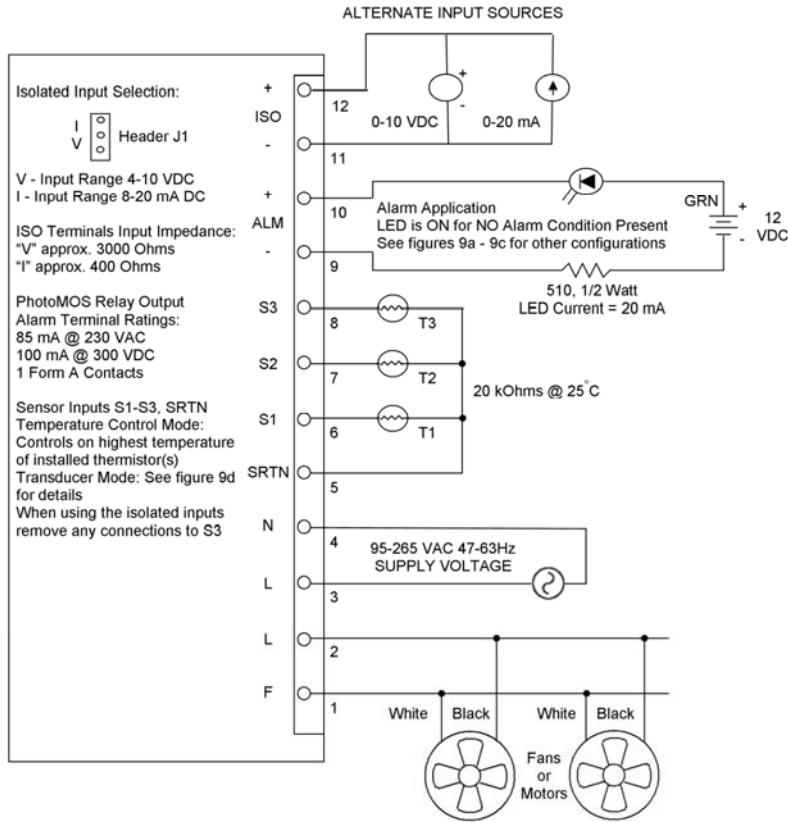 ALTERNATE INPUT SOURCES
Isolated Input Selection:
I
V
Header J1
V - Input Range 4-10 VDC
I - Input Range 8-20 mA DC
ISO Terminals Input Impedance:
"V" approx. 3000 Ohms
"I" approx. 400 Ohms
PhotoMOS Relay Output
Alarm Terminal Ratings:
85 mA @ 230 VAC
100 mA @ 300 VDC
1 Form A Contacts
Sensor Inputs S1-S3, SRTN
Temperature Control Mode:
Controls on highest temperature
of installed thermistor(s)
Transducer Mode: See figure 9d
for details
When using the isolated inputs
remove any connections to S3
+
ISO
-
+
ALM
-
S3
S2
S1
SRTN
N
L
L
F
12
11
10
9
8
7
6
5
4
3
2
1
+
-
0-10 VDC
0-20 mA
Alarm Application
LED is ON for NO Alarm Condition Present
See figures 9a - 9c for other configurations
GRN
+
-
12
VDC
510, 1/2 Watt
LED Current = 20 mA
T3
T2
T1
20 kOhms @ 25°C
95-265 VAC 47-63Hz
SUPPLY VOLTAGE
White Black White Black
Fans
or
Motors